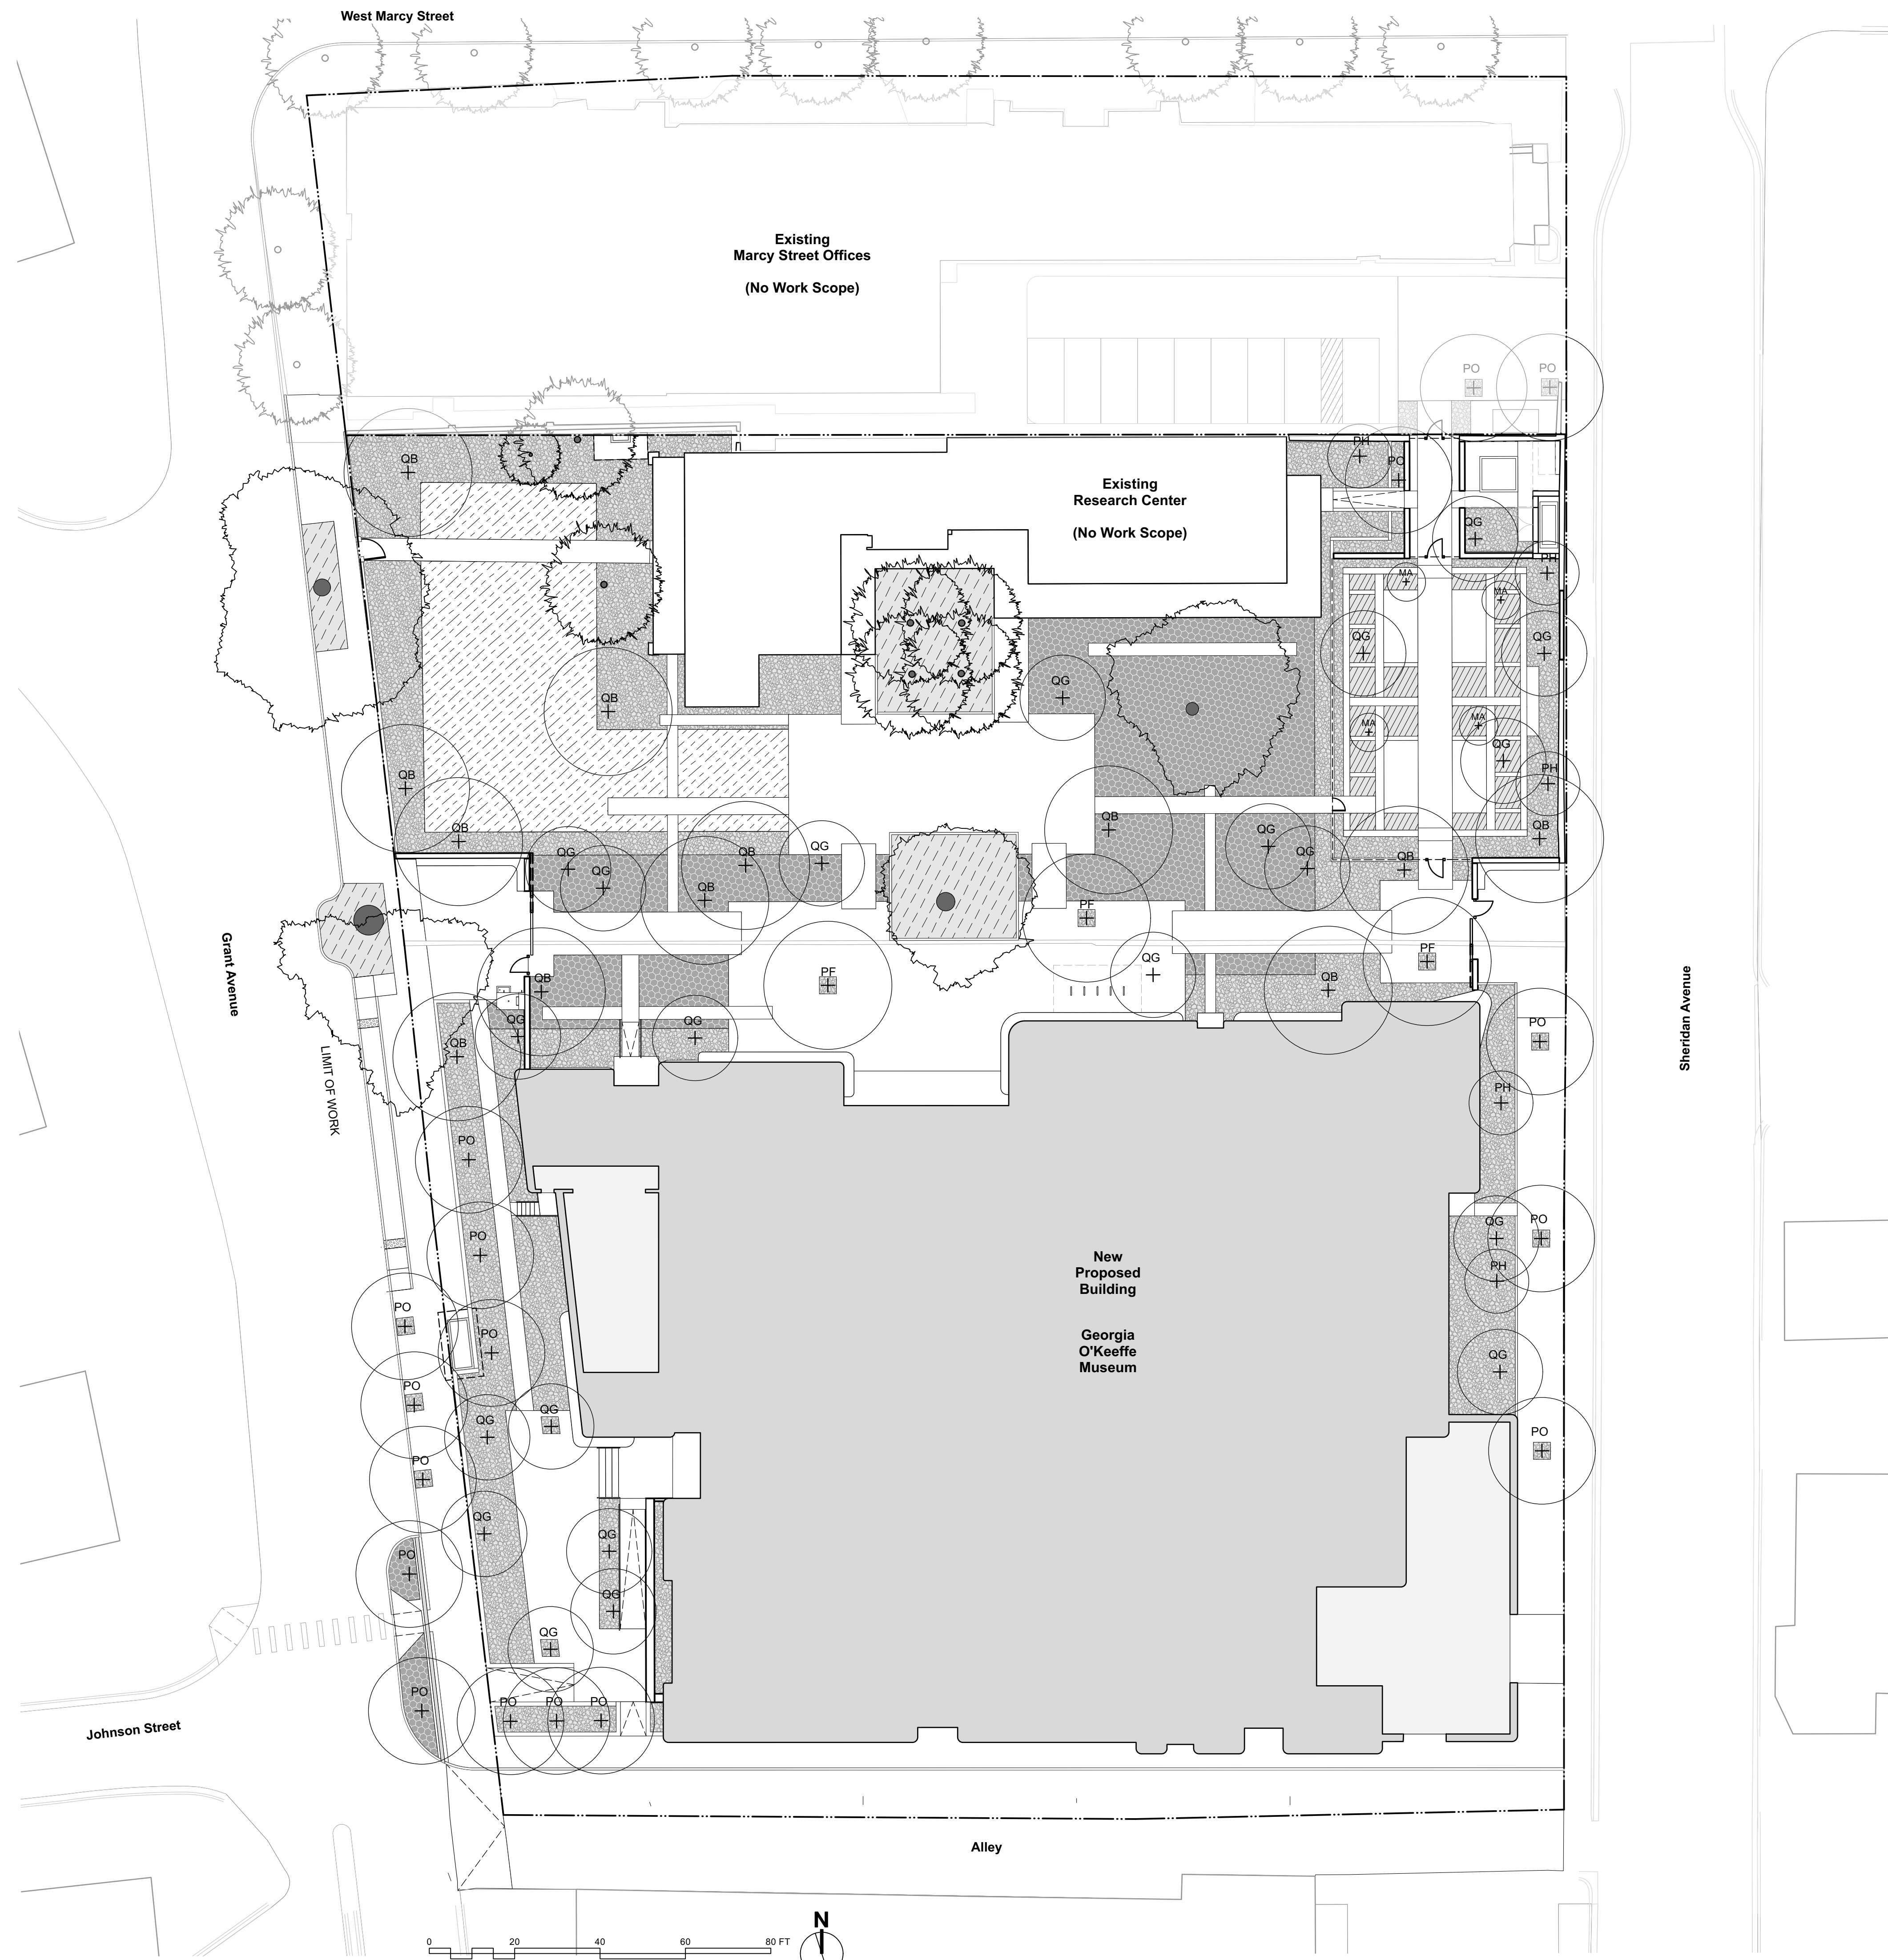 West Marcy Street
Existing
Marcy Street Offices
(No Work Scope)
PO
PO
PH
PO
QB
Existing
Research Center
(No Work Scope)
QG
PH
MA
MA
QG
QG
QG
QB
MA
MA
QG
PH
QB
QB
QB
QB
QG
QG
QG
QB
QG
QG
QB
QB
QB
PF
PF
QG
PF
QB
QB
QG
QG
QB
PO
Grant Avenue
Sheridan Avenue
LIMIT OF WORK
PH
PO
QG
PO
PO
PH
New
Proposed
Building
Georgia
O'Keeffe
Museum
PO
PO
QG
PO
QG
QG
PO
PO
QG
QG
PO
QG
QG
PO
PO
PO
PO
Johnson Street
Alley
N
0 20 40 60 80 FT